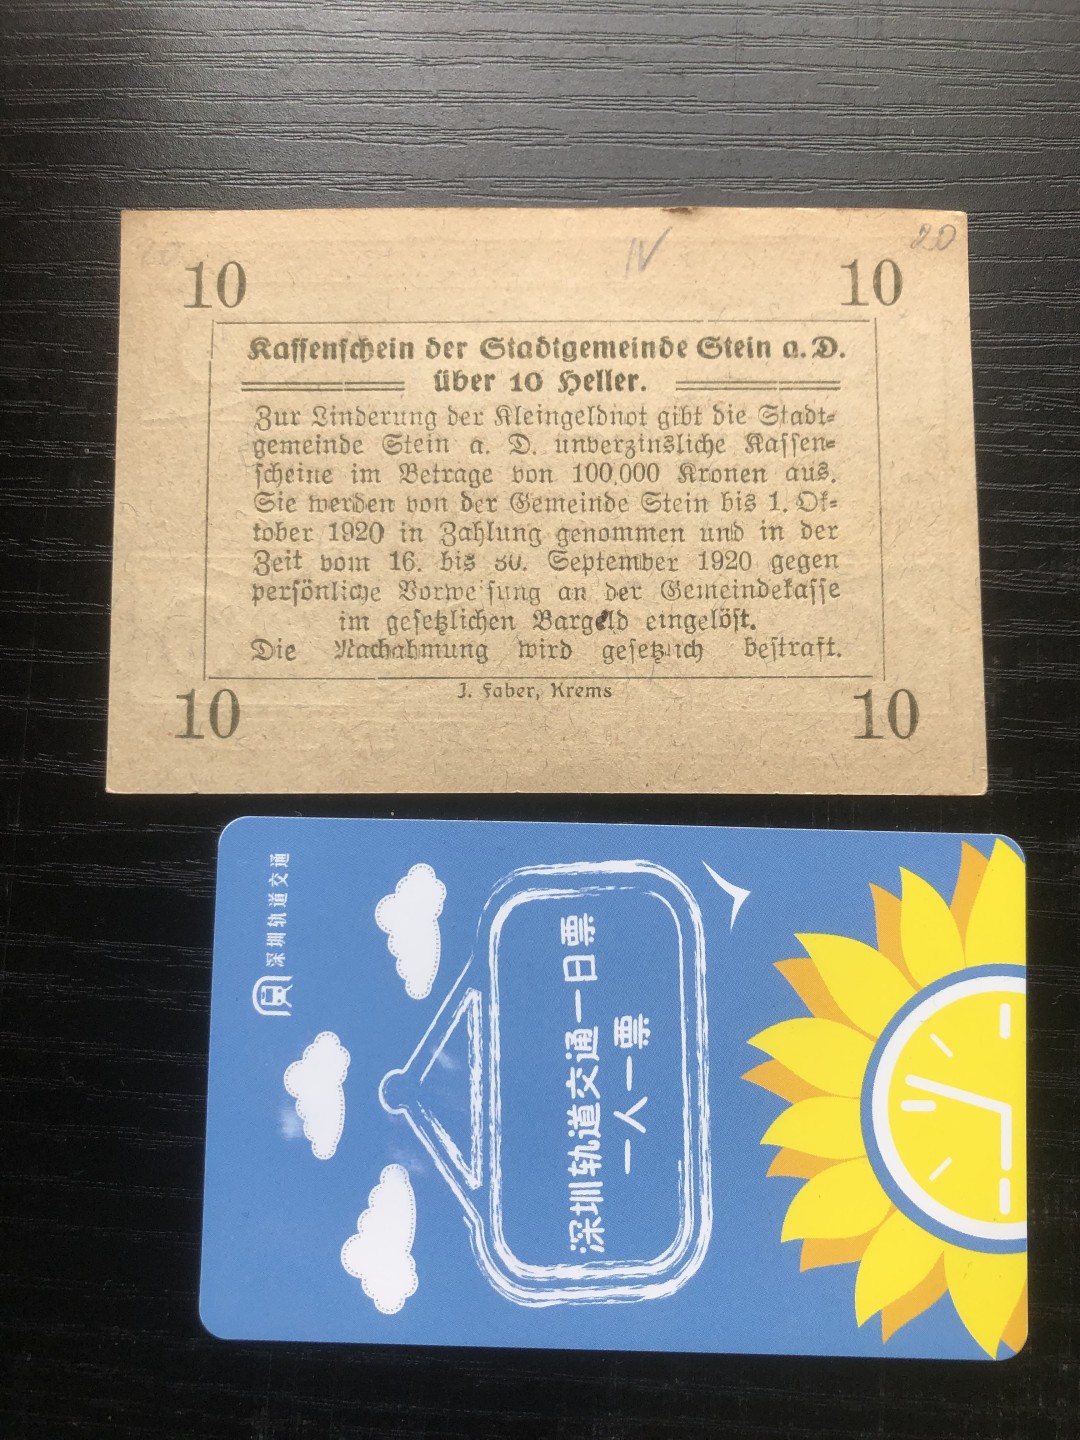 20
IV
20
10
10
Kassenschein der Stadtgemeinde Stein a. D.
über 10 Heller.
Zur Linderung der Kleingeldnot gibt die Stadt-
gemeinde Stein a. D. unverzinsliche Kassen-
scheine im Betrage von 100,000 Kronen aus.
Sie werden von der Gemeinde Stein bis 1. Ok-
tober 1920 in Zahlung genommen und in der
Zeit vom 16. bis 30. September 1920 gegen
persönliche Vorweisung an der Gemeindekasse
im gesetzlichen Bargeld eingelöst.
Die Nachahmung wird gesetzlich bestraft.
J. Faber, Krems
10
10
深圳轨道交通
深圳轨道交通一日票
一人一票